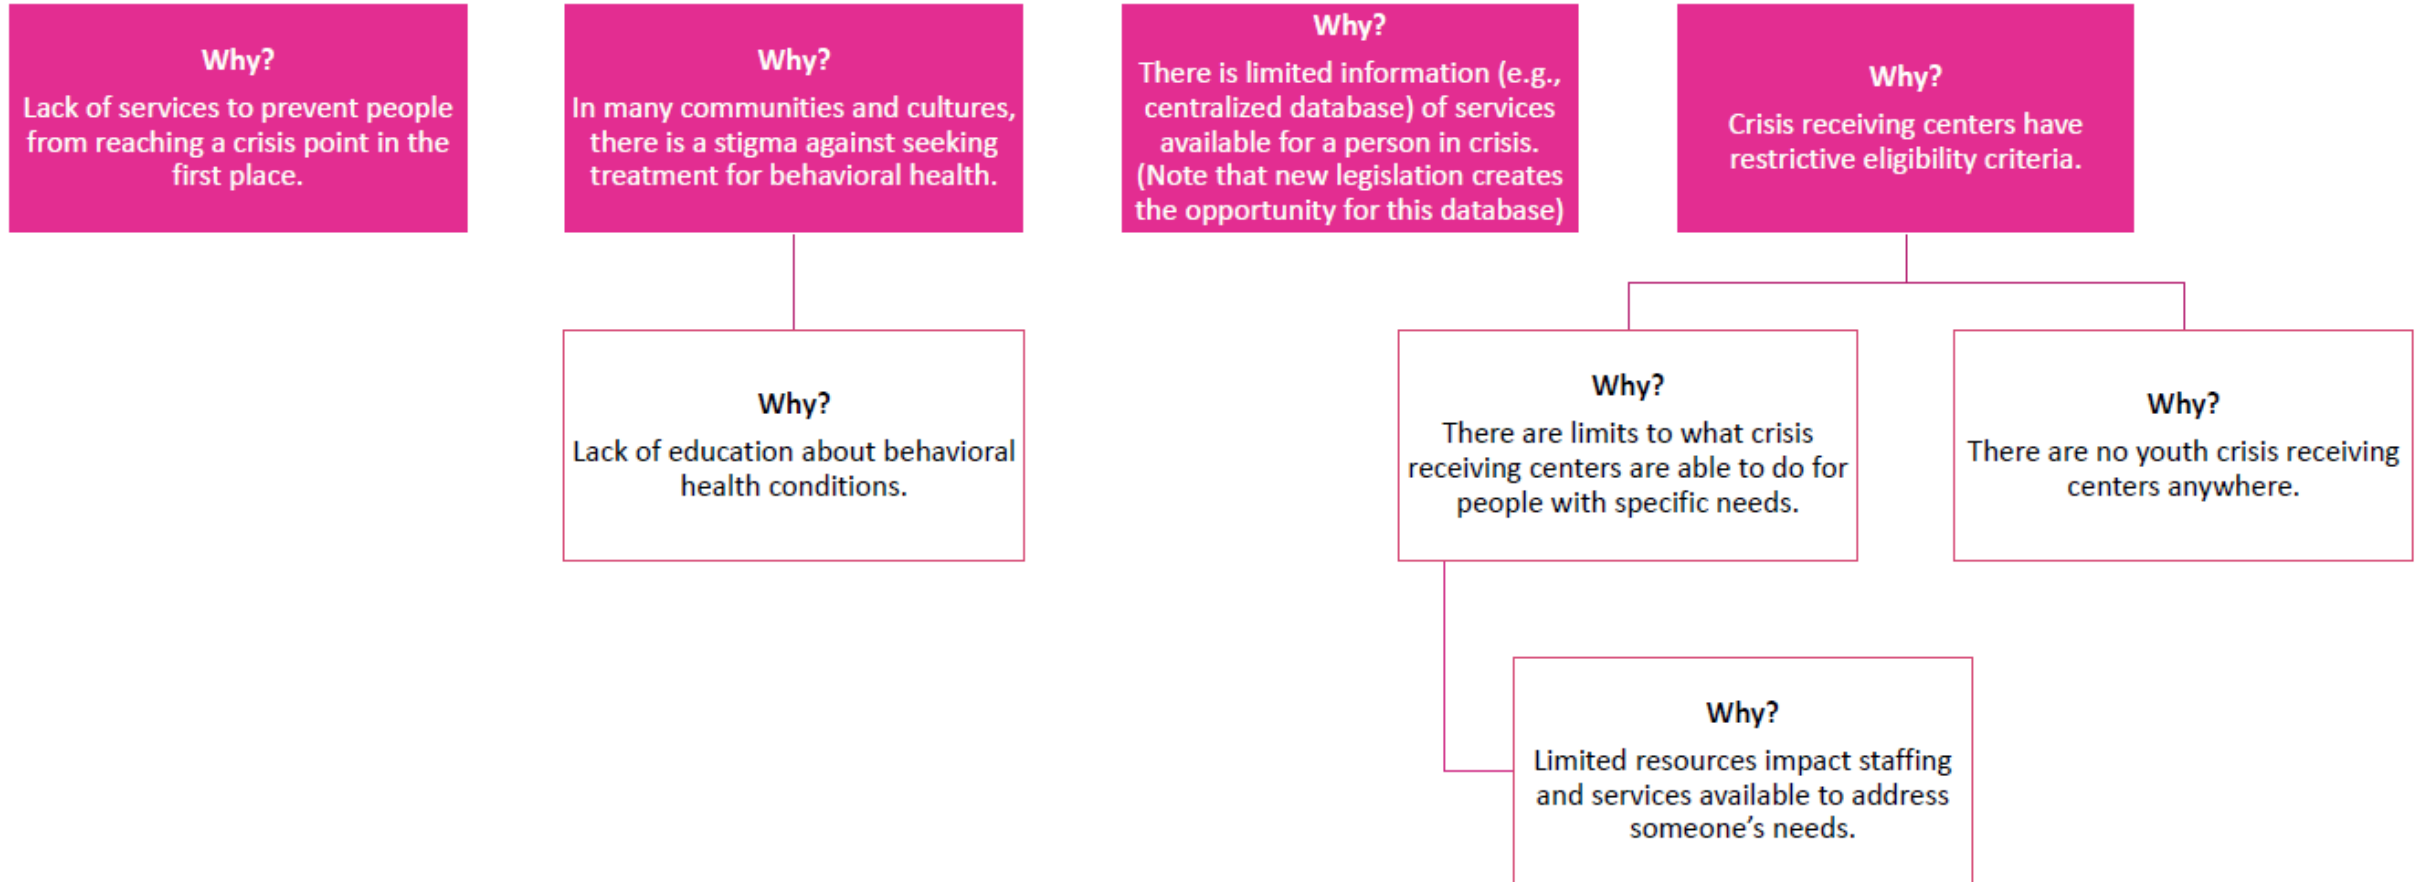 Why?
Lack of services to prevent people
from reaching a crisis point in the
first place.
Why?
In many communities and cultures,
there is a stigma against seeking
treatment for behavioral health.
Why?
There is limited information (e.g.,
centralized database) of services
available for a person in crisis.
(Note that new legislation creates
the opportunity for this database)
Why?
Crisis receiving centers have
restrictive eligibility criteria.
Why?
Lack of education about behavioral
health conditions.
Why?
There are limits to what crisis
receiving centers are able to do for
people with specific needs.
Why?
There are no youth crisis receiving
centers anywhere.
Why?
Limited resources impact staffing
and services available to address
someone’s needs.